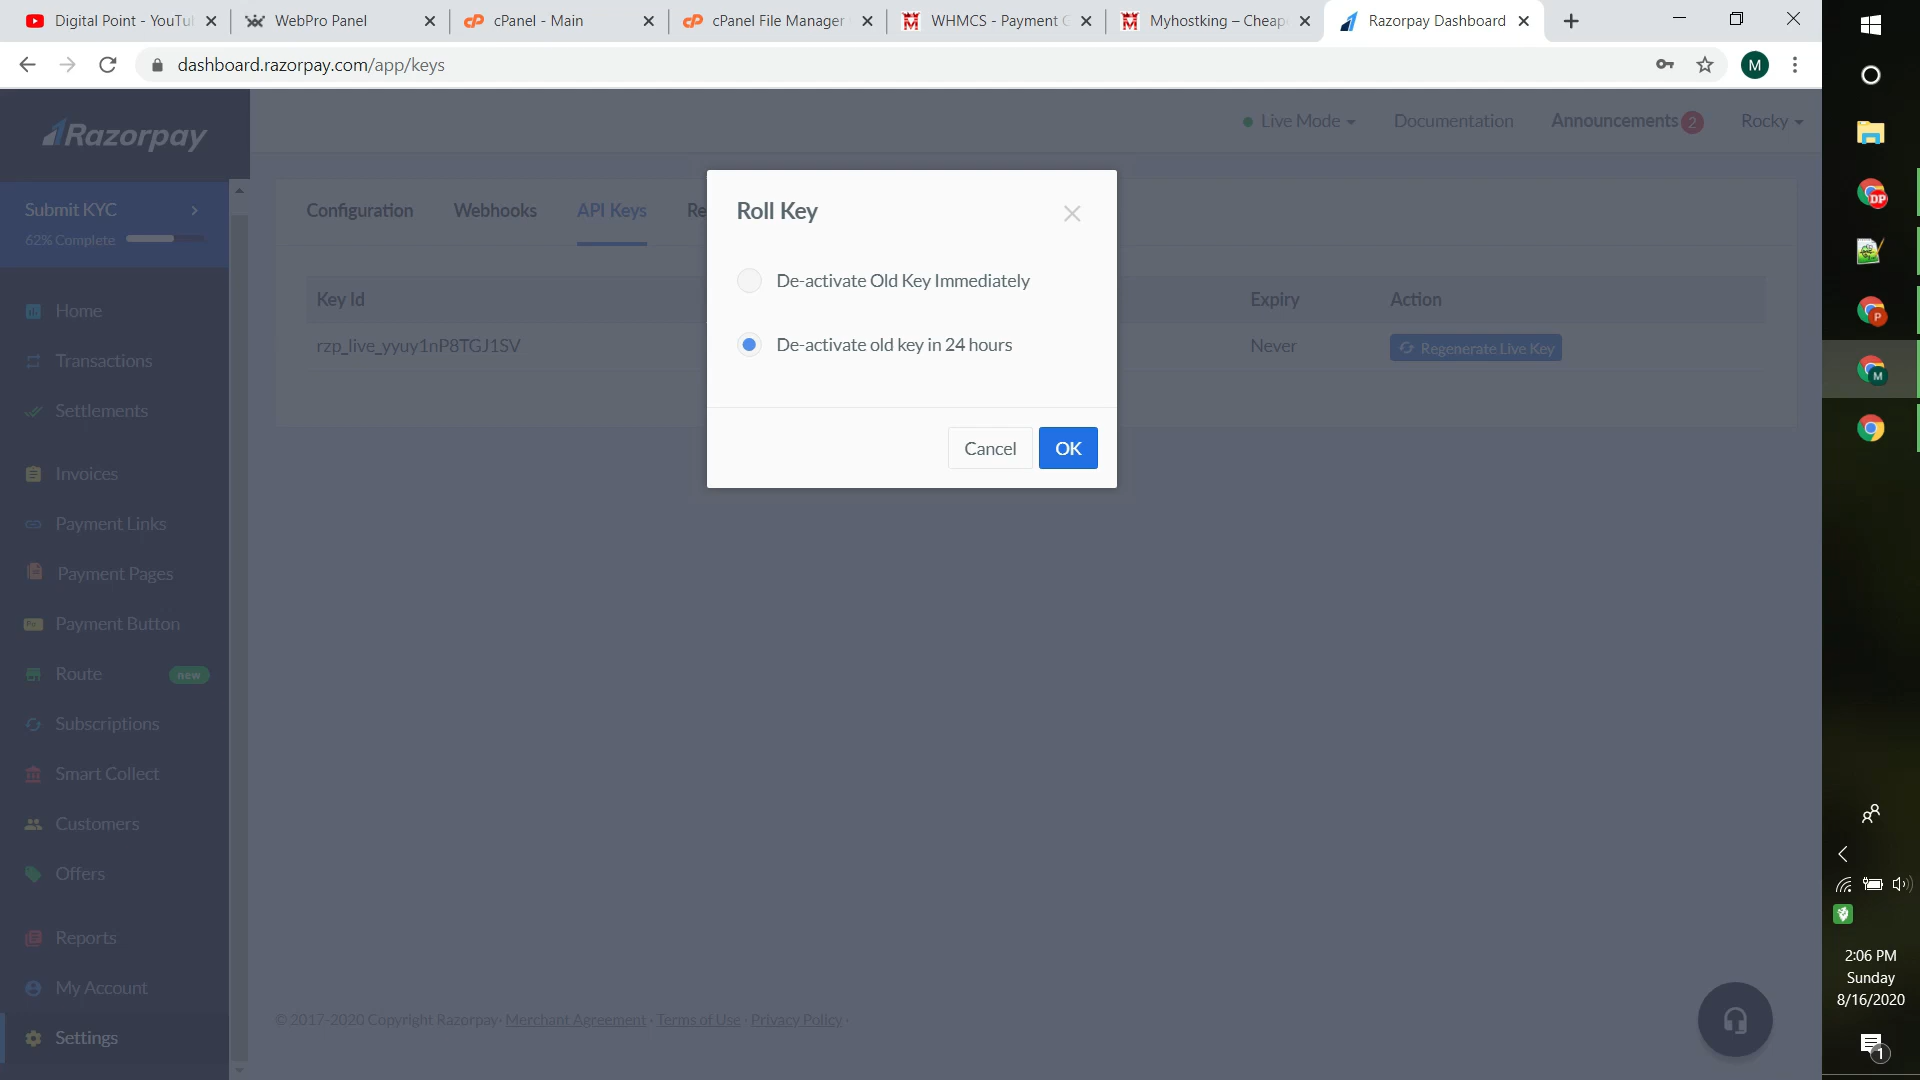 Digital Point - YouTu
WebPro Panel
cPanel - Main
cPanel File Manager
WHMCS - Payment
Myhostking – Cheap
Razorpay Dashboard
dashboard.razorpay.com/app/keys
M
Razorpay
Live Mode
Documentation
Announcements 2
Rocky
Submit KYC
62% Complete
Configuration
Webhooks
API Keys
Re
Roll Key
De-activate Old Key Immediately
De-activate old key in 24 hours
Cancel
OK
Key Id
Expiry
Action
rzp_live_yyuy1nP8TGJ1SV
Never
Regenerate Live Key
Home
Transactions
Settlements
Invoices
Payment Links
Payment Pages
Payment Button
Route
new
Subscriptions
Smart Collect
Customers
Offers
Reports
My Account
Settings
© 2017-2020 Copyright Razorpay · Merchant Agreement · Terms of Use · Privacy Policy ·
DP
P
M
2:06 PM
Sunday
8/16/2020
1